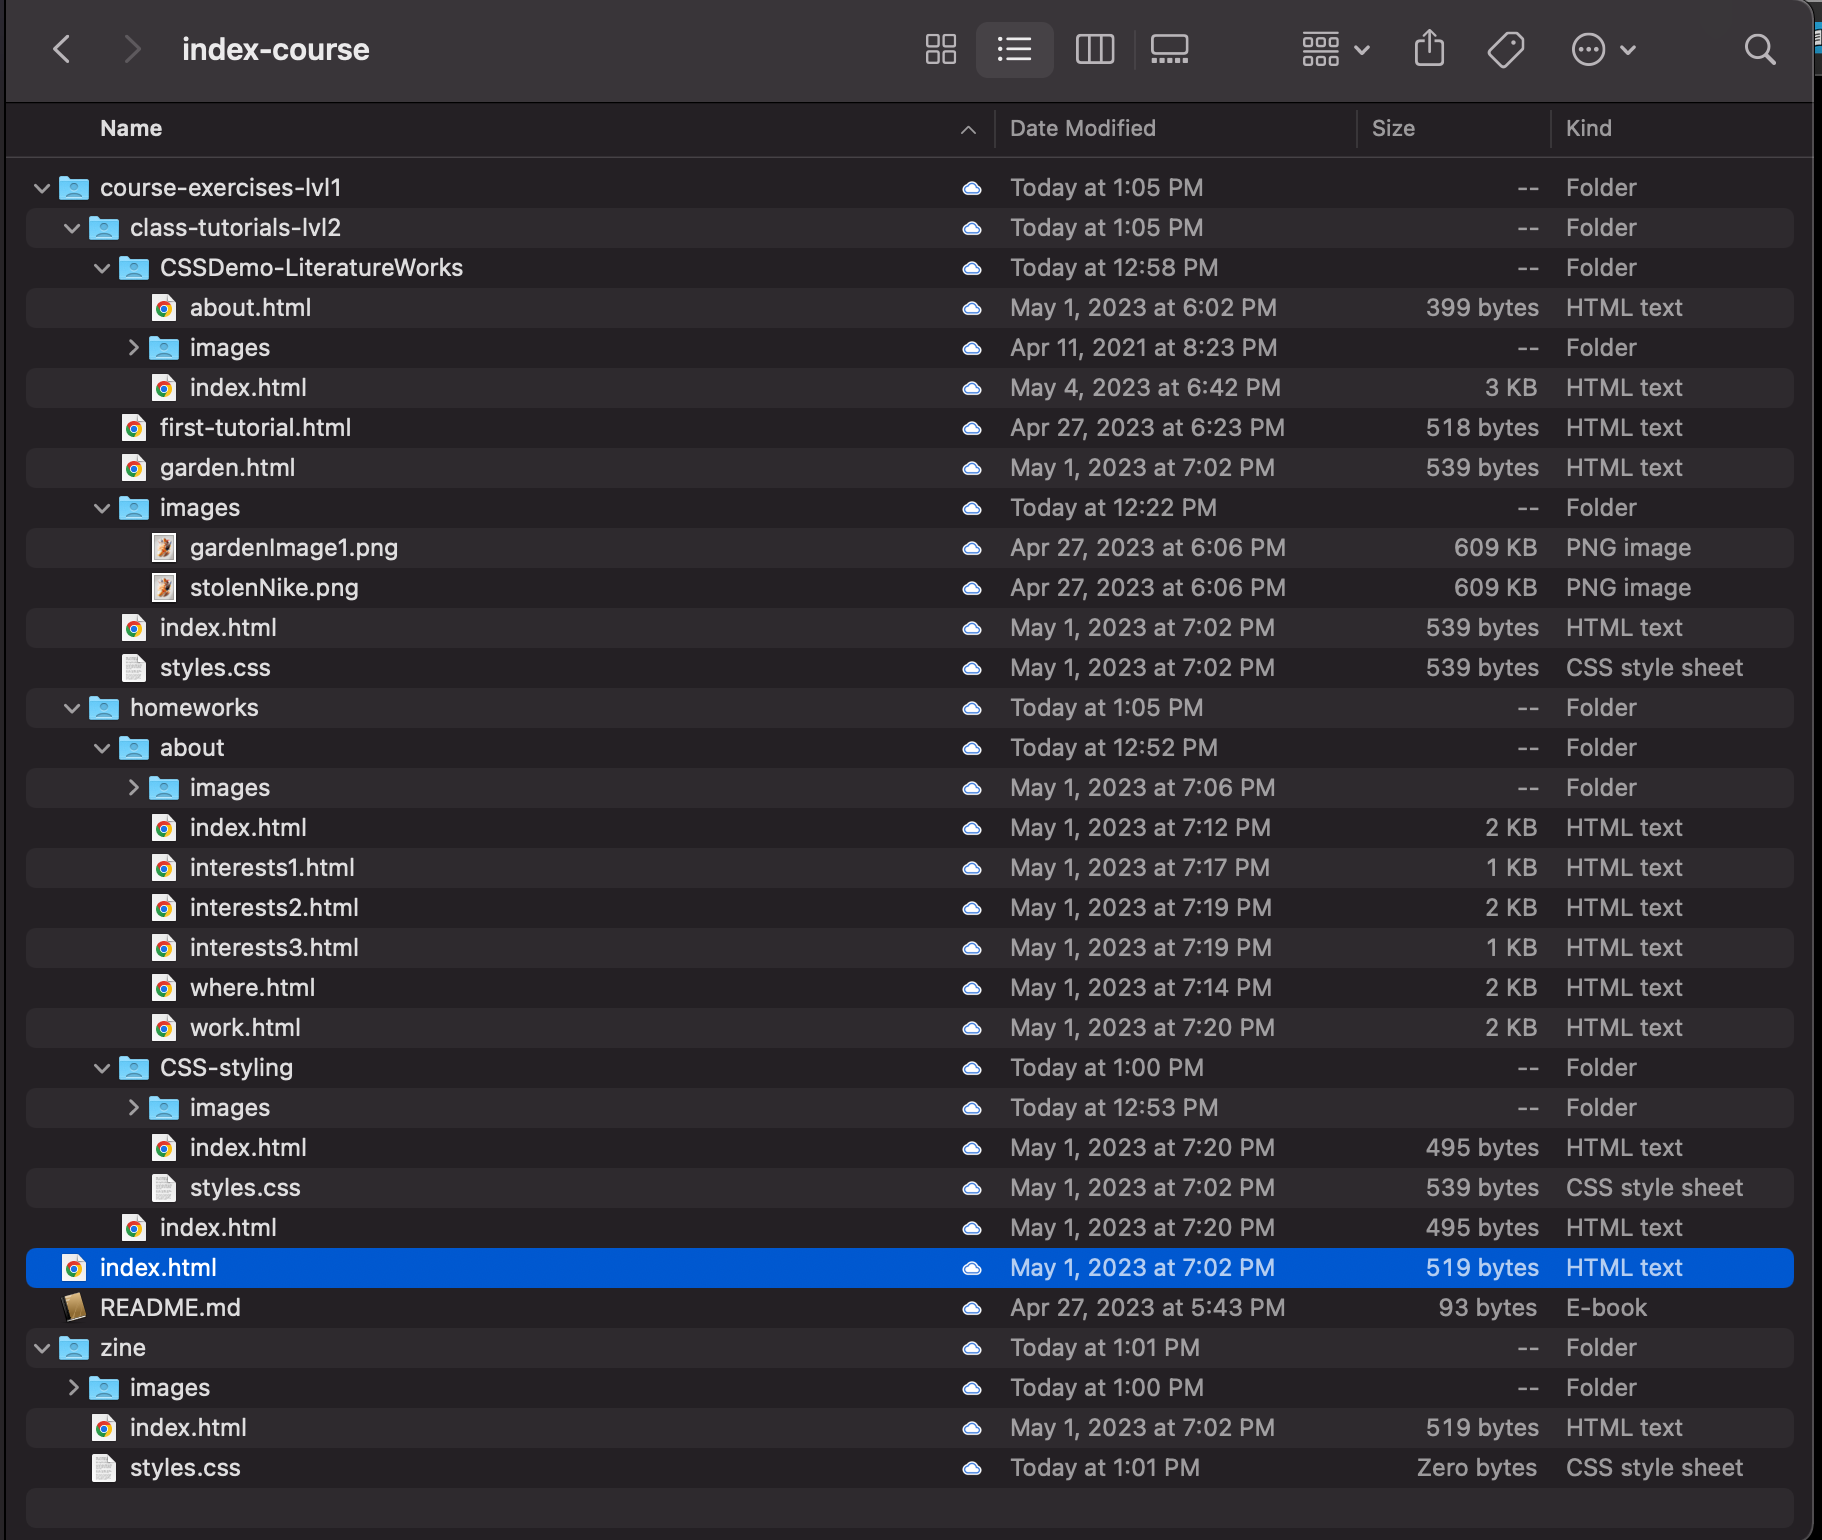 index-course
Name Date Modified Size Kind
course-exercises-lvl1 Today at 1:05 PM -- Folder
class-tutorials-lvl2 Today at 1:05 PM -- Folder
CSSDemo-LiteratureWorks Today at 12:58 PM -- Folder
about.html May 1, 2023 at 6:02 PM 399 bytes HTML text
images Apr 11, 2021 at 8:23 PM -- Folder
index.html May 4, 2023 at 6:42 PM 3 KB HTML text
first-tutorial.html Apr 27, 2023 at 6:23 PM 518 bytes HTML text
garden.html May 1, 2023 at 7:02 PM 539 bytes HTML text
images Today at 12:22 PM -- Folder
gardenImage1.png Apr 27, 2023 at 6:06 PM 609 KB PNG image
stolenNike.png Apr 27, 2023 at 6:06 PM 609 KB PNG image
index.html May 1, 2023 at 7:02 PM 539 bytes HTML text
styles.css May 1, 2023 at 7:02 PM 539 bytes CSS style sheet
homeworks Today at 1:05 PM -- Folder
about Today at 12:52 PM -- Folder
images May 1, 2023 at 7:06 PM -- Folder
index.html May 1, 2023 at 7:12 PM 2 KB HTML text
interests1.html May 1, 2023 at 7:17 PM 1 KB HTML text
interests2.html May 1, 2023 at 7:19 PM 2 KB HTML text
interests3.html May 1, 2023 at 7:19 PM 1 KB HTML text
where.html May 1, 2023 at 7:14 PM 2 KB HTML text
work.html May 1, 2023 at 7:20 PM 2 KB HTML text
CSS-styling Today at 1:00 PM -- Folder
images Today at 12:53 PM -- Folder
index.html May 1, 2023 at 7:20 PM 495 bytes HTML text
styles.css May 1, 2023 at 7:02 PM 539 bytes CSS style sheet
index.html May 1, 2023 at 7:20 PM 495 bytes HTML text
index.html May 1, 2023 at 7:02 PM 519 bytes HTML text
README.md Apr 27, 2023 at 5:43 PM 93 bytes E-book
zine Today at 1:01 PM -- Folder
images Today at 1:00 PM -- Folder
index.html May 1, 2023 at 7:02 PM 519 bytes HTML text
styles.css Today at 1:01 PM Zero bytes CSS style sheet